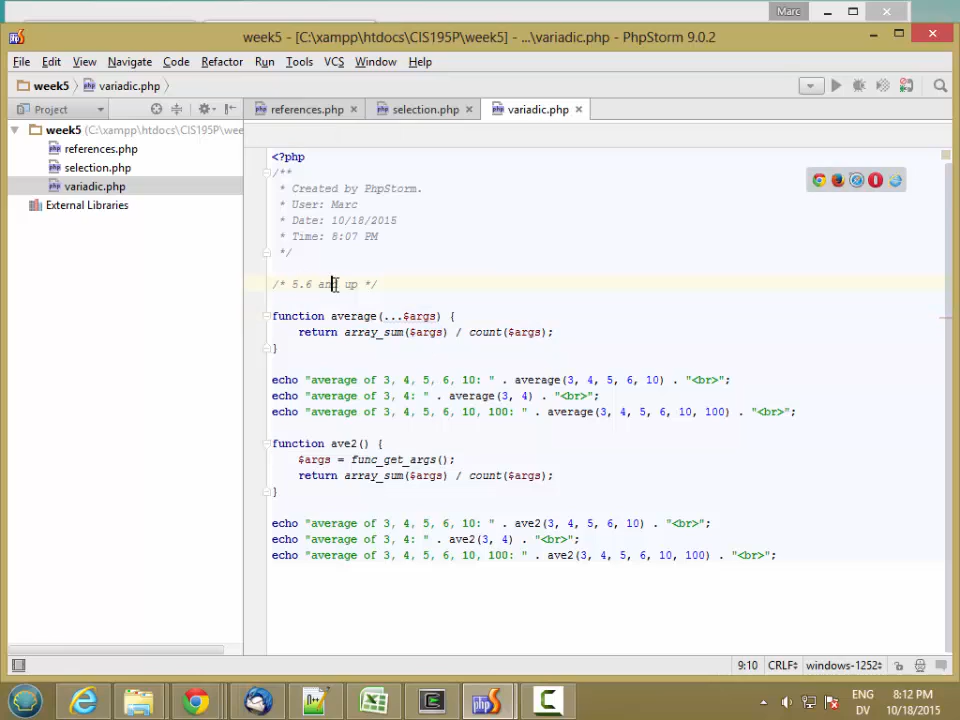 Marc
week5 - [C:\xampp\htdocs\CIS195P\week5] - ...\variadic.php - PhpStorm 9.0.2
File Edit View Navigate Code Refactor Run Tools VCS Window Help
week5 variadic.php
Project references.php selection.php variadic.php
week5 (C:\xampp\htdocs\CIS195P\wee
references.php
selection.php
variadic.php
External Libraries
<?php
/**
* Created by PhpStorm.
* User: Marc
* Date: 10/18/2015
* Time: 8:07 PM
*/
/* 5.6 and up */
function average(...$args) {
return array_sum($args) / count($args);
}
echo "average of 3, 4, 5, 6, 10: " . average(3, 4, 5, 6, 10) . "<br>";
echo "average of 3, 4: " . average(3, 4) . "<br>";
echo "average of 3, 4, 5, 6, 10, 100: " . average(3, 4, 5, 6, 10, 100) . "<br>";
function ave2() {
$args = func_get_args();
return array_sum($args) / count($args);
}
echo "average of 3, 4, 5, 6, 10: " . ave2(3, 4, 5, 6, 10) . "<br>";
echo "average of 3, 4: " . ave2(3, 4) . "<br>";
echo "average of 3, 4, 5, 6, 10, 100: " . ave2(3, 4, 5, 6, 10, 100) . "<br>";
9:10 CRLF windows-1252
ENG 8:12 PM
DV 10/18/2015